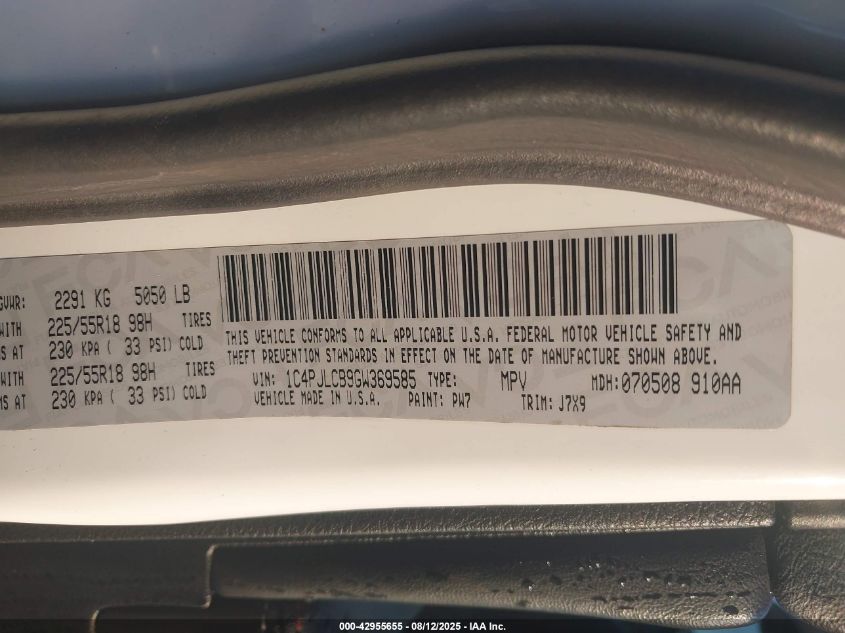 GVWR: 2291 KG 5050 LB
WITH 225/55R18 98H TIRES
MS AT 230 KPA ( 33 PSI) COLD
WITH 225/55R18 98H TIRES
MS AT 230 KPA ( 33 PSI) COLD
THIS VEHICLE CONFORMS TO ALL APPLICABLE U.S.A. FEDERAL MOTOR VEHICLE SAFETY AND
THEFT PREVENTION STANDARDS IN EFFECT ON THE DATE OF MANUFACTURE SHOWN ABOVE.
VIN: 1C4PJLCB9GW369585 TYPE: MPV MDH:070508 910AA
VEHICLE MADE IN U.S.A. PAINT: PW7 TRIM: J7X9
000-42955655 - 08/12/2025 - IAA Inc.